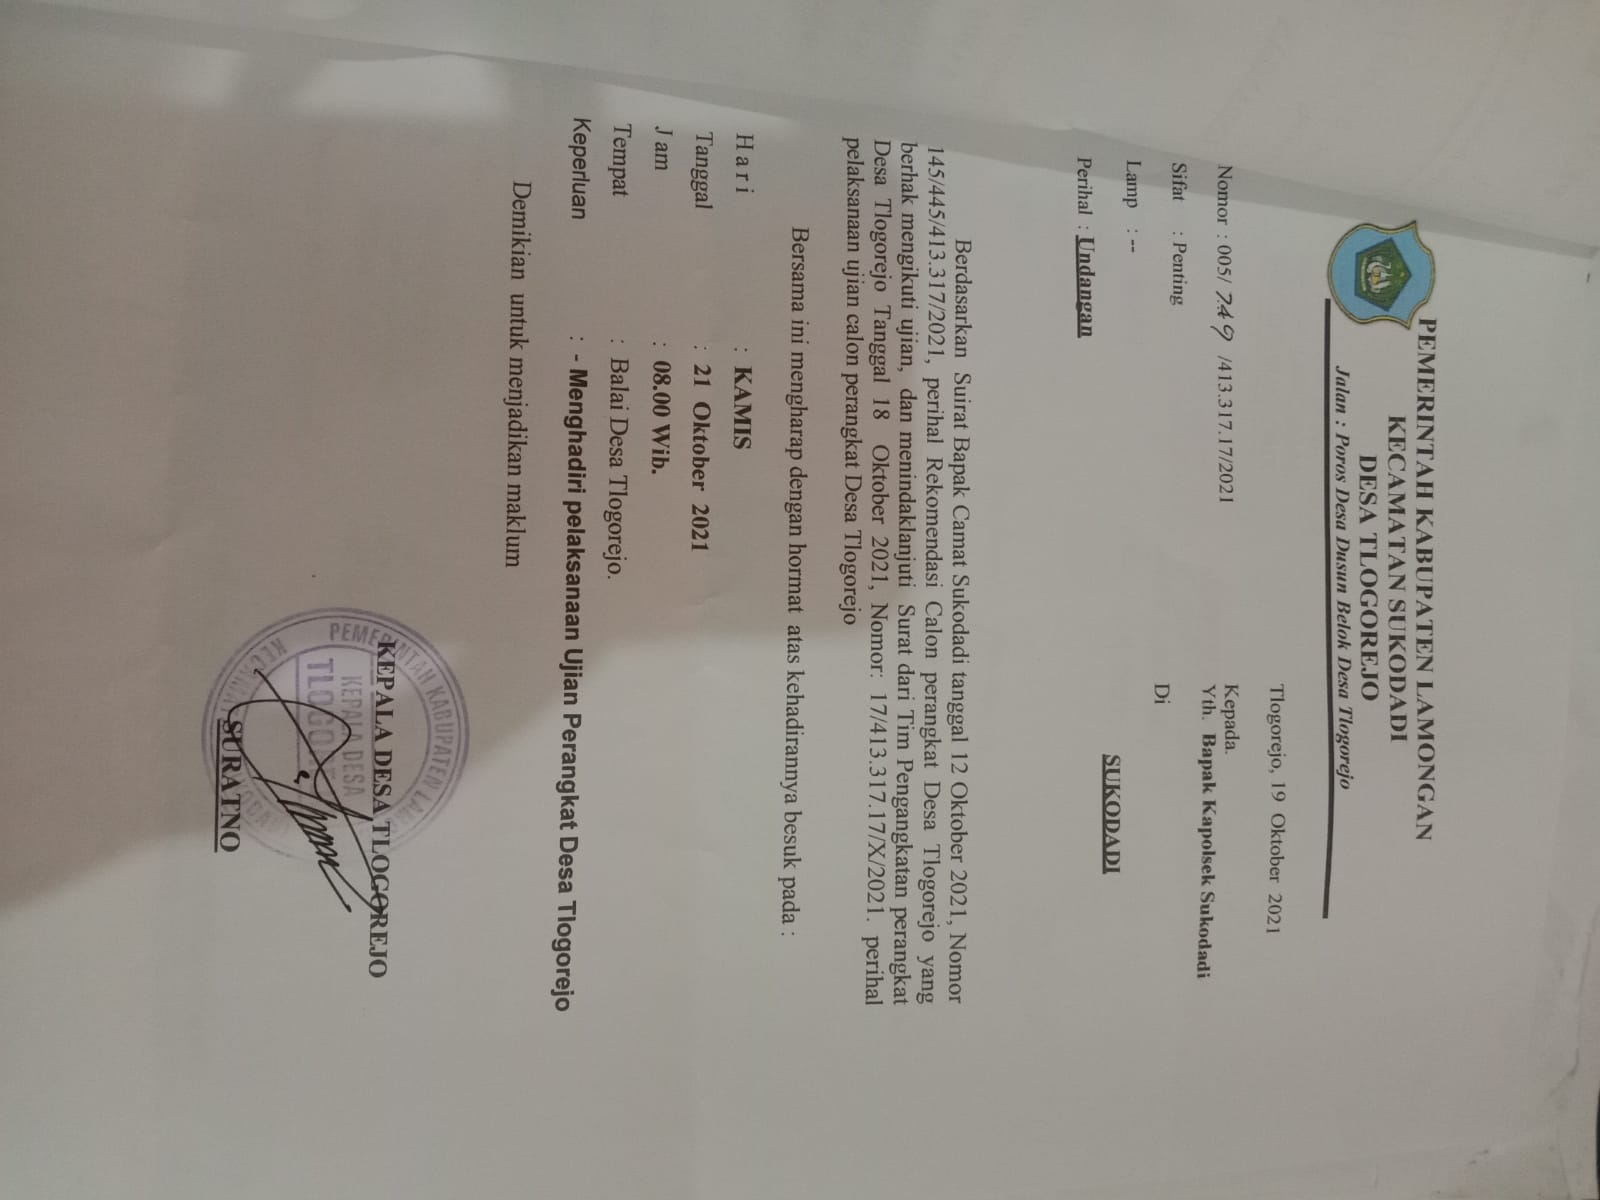 PEMERINTAH KABUPATEN LAMONGAN
KECAMATAN SUKODADI
DESA TLOGOREJO
Jalan : Poros Desa Dusun Belok Desa Tlogorejo
Tlogorejo, 19 Oktober 2021
Nomor : 005/ 749 /413.317.17/2021
Sifat : Penting
Lamp : --
Perihal : Undangan
Kepada.
Yth. Bapak Kapolsek Sukodadi
Di
SUKODADI
Berdasarkan Suirat Bapak Camat Sukodadi tanggal 12 Oktober 2021, Nomor
145/445/413.317/2021, perihal Rekomendasi Calon perangkat Desa Tlogorejo yang
berhak mengikuti ujian, dan menindaklanjuti Surat dari Tim Pengangkatan perangkat
Desa Tlogorejo Tanggal 18 Oktober 2021, Nomor: 17/413.317.17/X/2021. perihal
pelaksanaan ujian calon perangkat Desa Tlogorejo
Bersama ini mengharap dengan hormat atas kehadirannya besuk pada :
H a r i : KAMIS
Tanggal : 21 Oktober 2021
J am : 08.00 Wib.
Tempat : Balai Desa Tlogorejo.
Keperluan : - Menghadiri pelaksanaan Ujian Perangkat Desa Tlogorejo
Demikian untuk menjadikan maklum
KEPALA DESA TLOGOREJO
PEMERINTAH KABUPATEN
KEPALA DESA
SURATNO